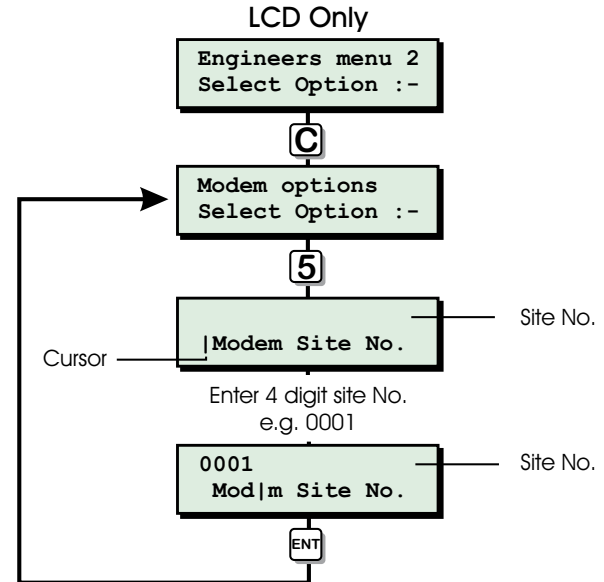 LCD Only
Engineers menu 2
Select Option :-
C
Modem options
Select Option :-
5
Site No.
|Modem Site No.
Cursor
Enter 4 digit site No.
e.g. 0001
0001
Site No.
Mod|m Site No.
ENT